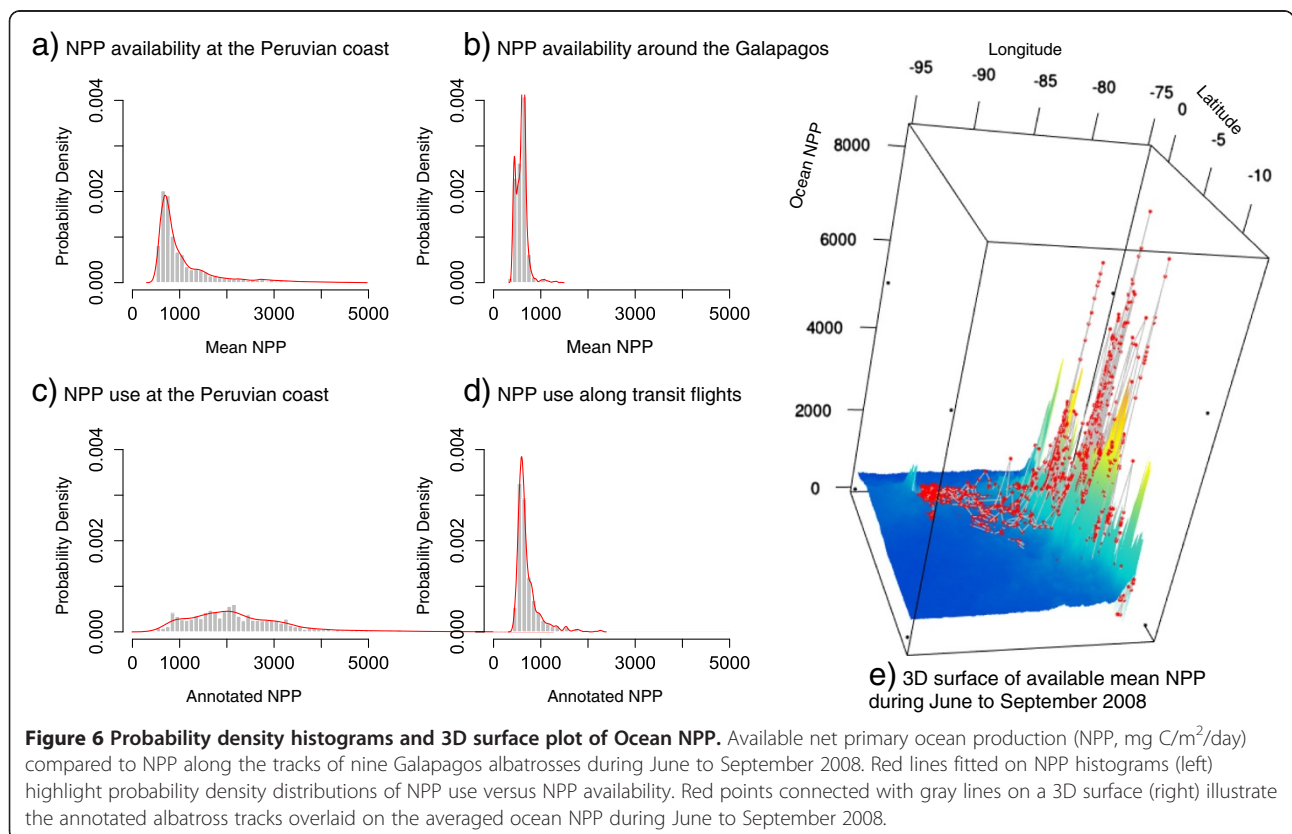 a) NPP availability at the Peruvian coast
Probability Density
0.000 0.002 0.004
0 1000 3000 5000
Mean NPP
b) NPP availability around the Galapagos
Probability Density
0.000 0.002 0.004
0 1000 3000 5000
Mean NPP
c) NPP use at the Peruvian coast
Probability Density
0.000 0.002 0.004
0 1000 3000 5000
Annotated NPP
d) NPP use along transit flights
Probability Density
0.000 0.002 0.004
0 1000 3000 5000
Annotated NPP
Longitude
-95 -90 -85 -80 -75
Latitude
0 -5 -10
Ocean NPP
8000
6000
4000
2000
0
e) 3D surface of available mean NPP
during June to September 2008
Figure 6 Probability density histograms and 3D surface plot of Ocean NPP. Available net primary ocean production (NPP, mg C/m²/day)
compared to NPP along the tracks of nine Galapagos albatrosses during June to September 2008. Red lines fitted on NPP histograms (left)
highlight probability density distributions of NPP use versus NPP availability. Red points connected with gray lines on a 3D surface (right) illustrate
the annotated albatross tracks overlaid on the averaged ocean NPP during June to September 2008.